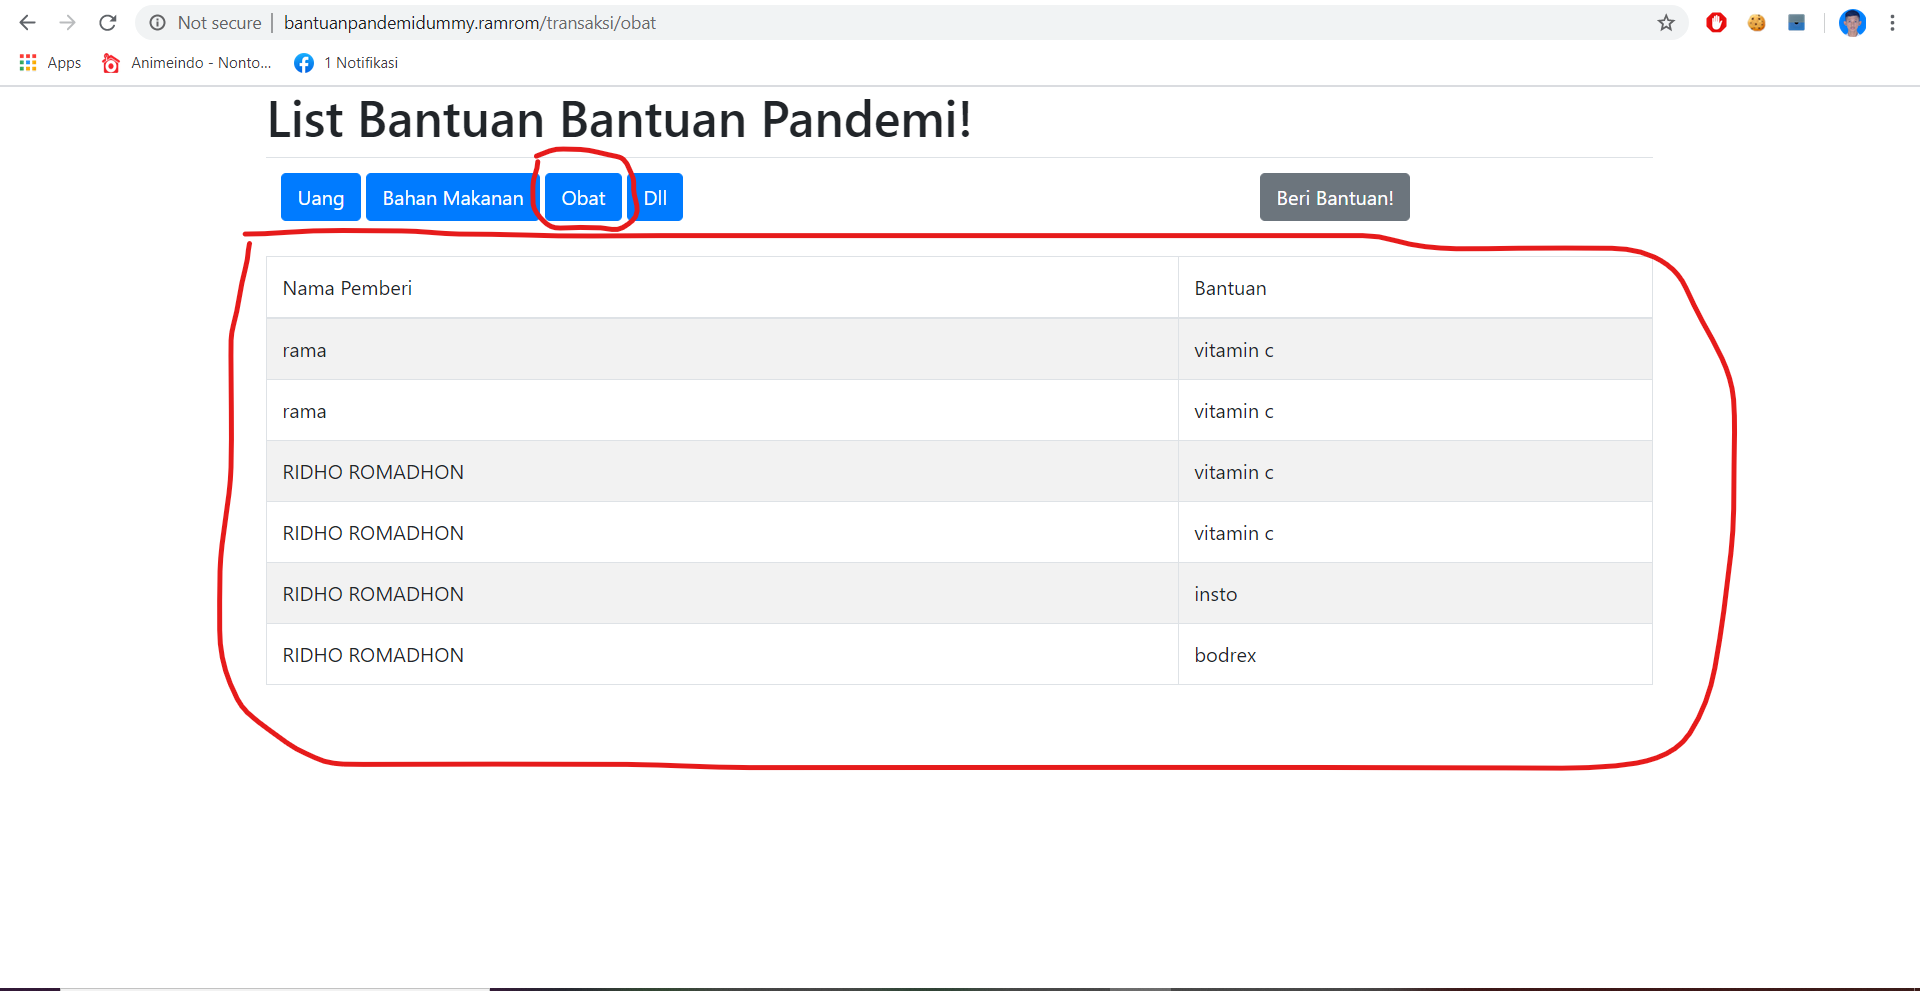 Not secure | bantuanpandemidummy.ramrom/transaksi/obat
Apps Animeindo - Nonto... 1 Notifikasi
List Bantuan Bantuan Pandemi!
Uang Bahan Makanan Obat Dll Beri Bantuan!
Nama Pemberi Bantuan
rama vitamin c
rama vitamin c
RIDHO ROMADHON vitamin c
RIDHO ROMADHON vitamin c
RIDHO ROMADHON insto
RIDHO ROMADHON bodrex